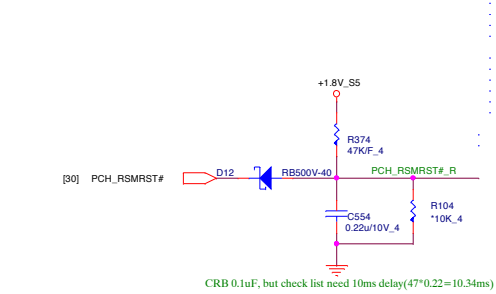 +1.8V_S5
R374
47K/F_4
[30] PCH_RSMRST# D12 RB500V-40 PCH_RSMRST#_R
C554
0.22u/10V_4
R104
*10K_4
CRB 0.1uF, but check list need 10ms delay(47*0.22=10.34ms)